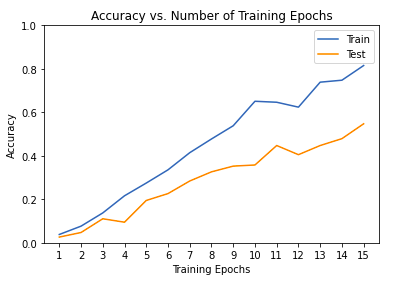 Accuracy vs. Number of Training Epochs
1.0
0.8
0.6
0.4
0.2
0.0
Accuracy
Train
Test
1 2 3 4 5 6 7 8 9 10 11 12 13 14 15
Training Epochs